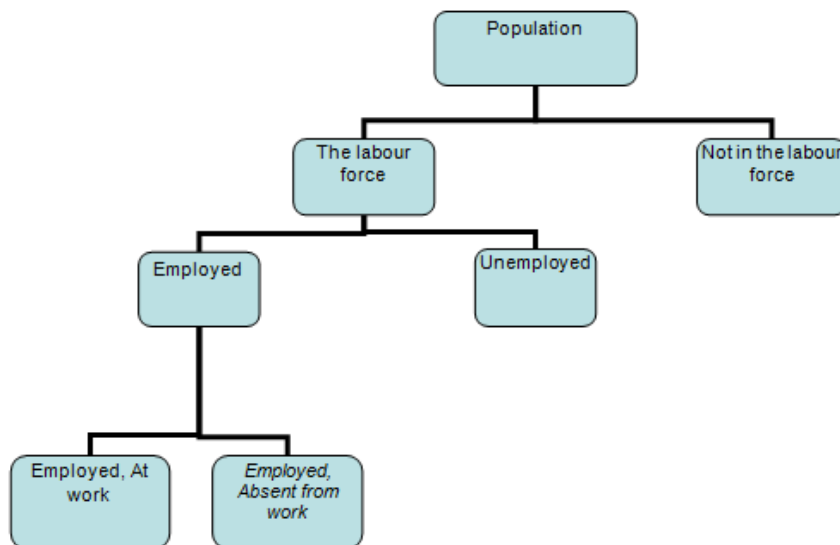 Population
The labour
force
Not in the labour
force
Employed
Unemployed
Employed, At
work
Employed,
Absent from
work